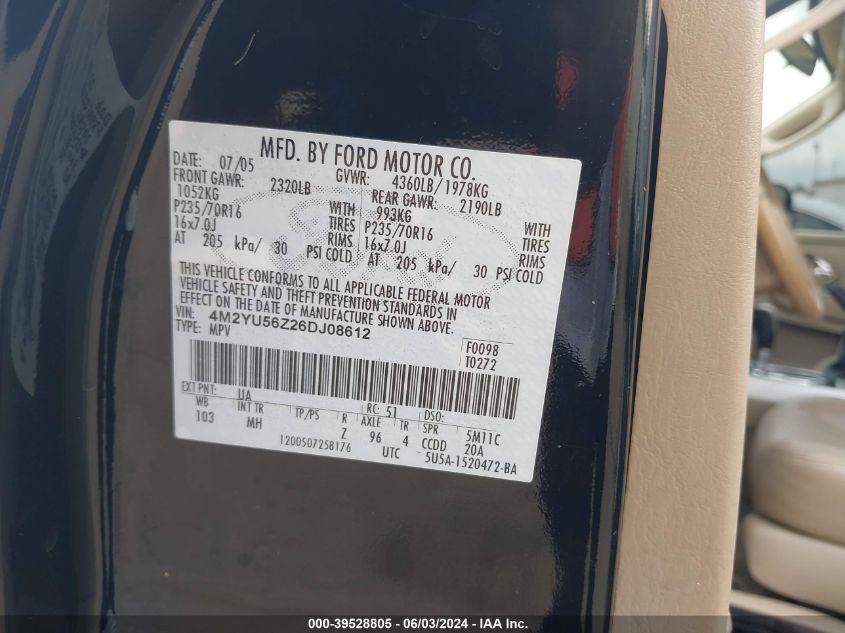 MFD. BY FORD MOTOR CO.
DATE: 07/05 GVWR: 4360LB/1978KG
FRONT GAWR: 2320LB REAR GAWR: 2190LB
1052KG WITH 993KG WITH
P235/70R16 TIRES P235/70R16 TIRES
16x7.0J RIMS 16x7.0J RIMS
AT 205 kPa/ 30 PSI COLD AT 205 kPa/ 30 PSI COLD
THIS VEHICLE CONFORMS TO ALL APPLICABLE FEDERAL MOTOR
VEHICLE SAFETY AND THEFT PREVENTION STANDARDS IN
EFFECT ON THE DATE OF MANUFACTURE SHOWN ABOVE.
VIN: 4M2YU56Z26DJ08612
TYPE: MPV
F0098
T0272
EXT PNT: UA RC: 51 DSO:
WB INT TR TP/PS R AXLE TR SPR 5M11C
103 MH Z 96 4 CCDD 20A
1200507258176 UTC 5U5A-1520472-BA
000-39528805 / 06/03/2024 - IAA Inc.